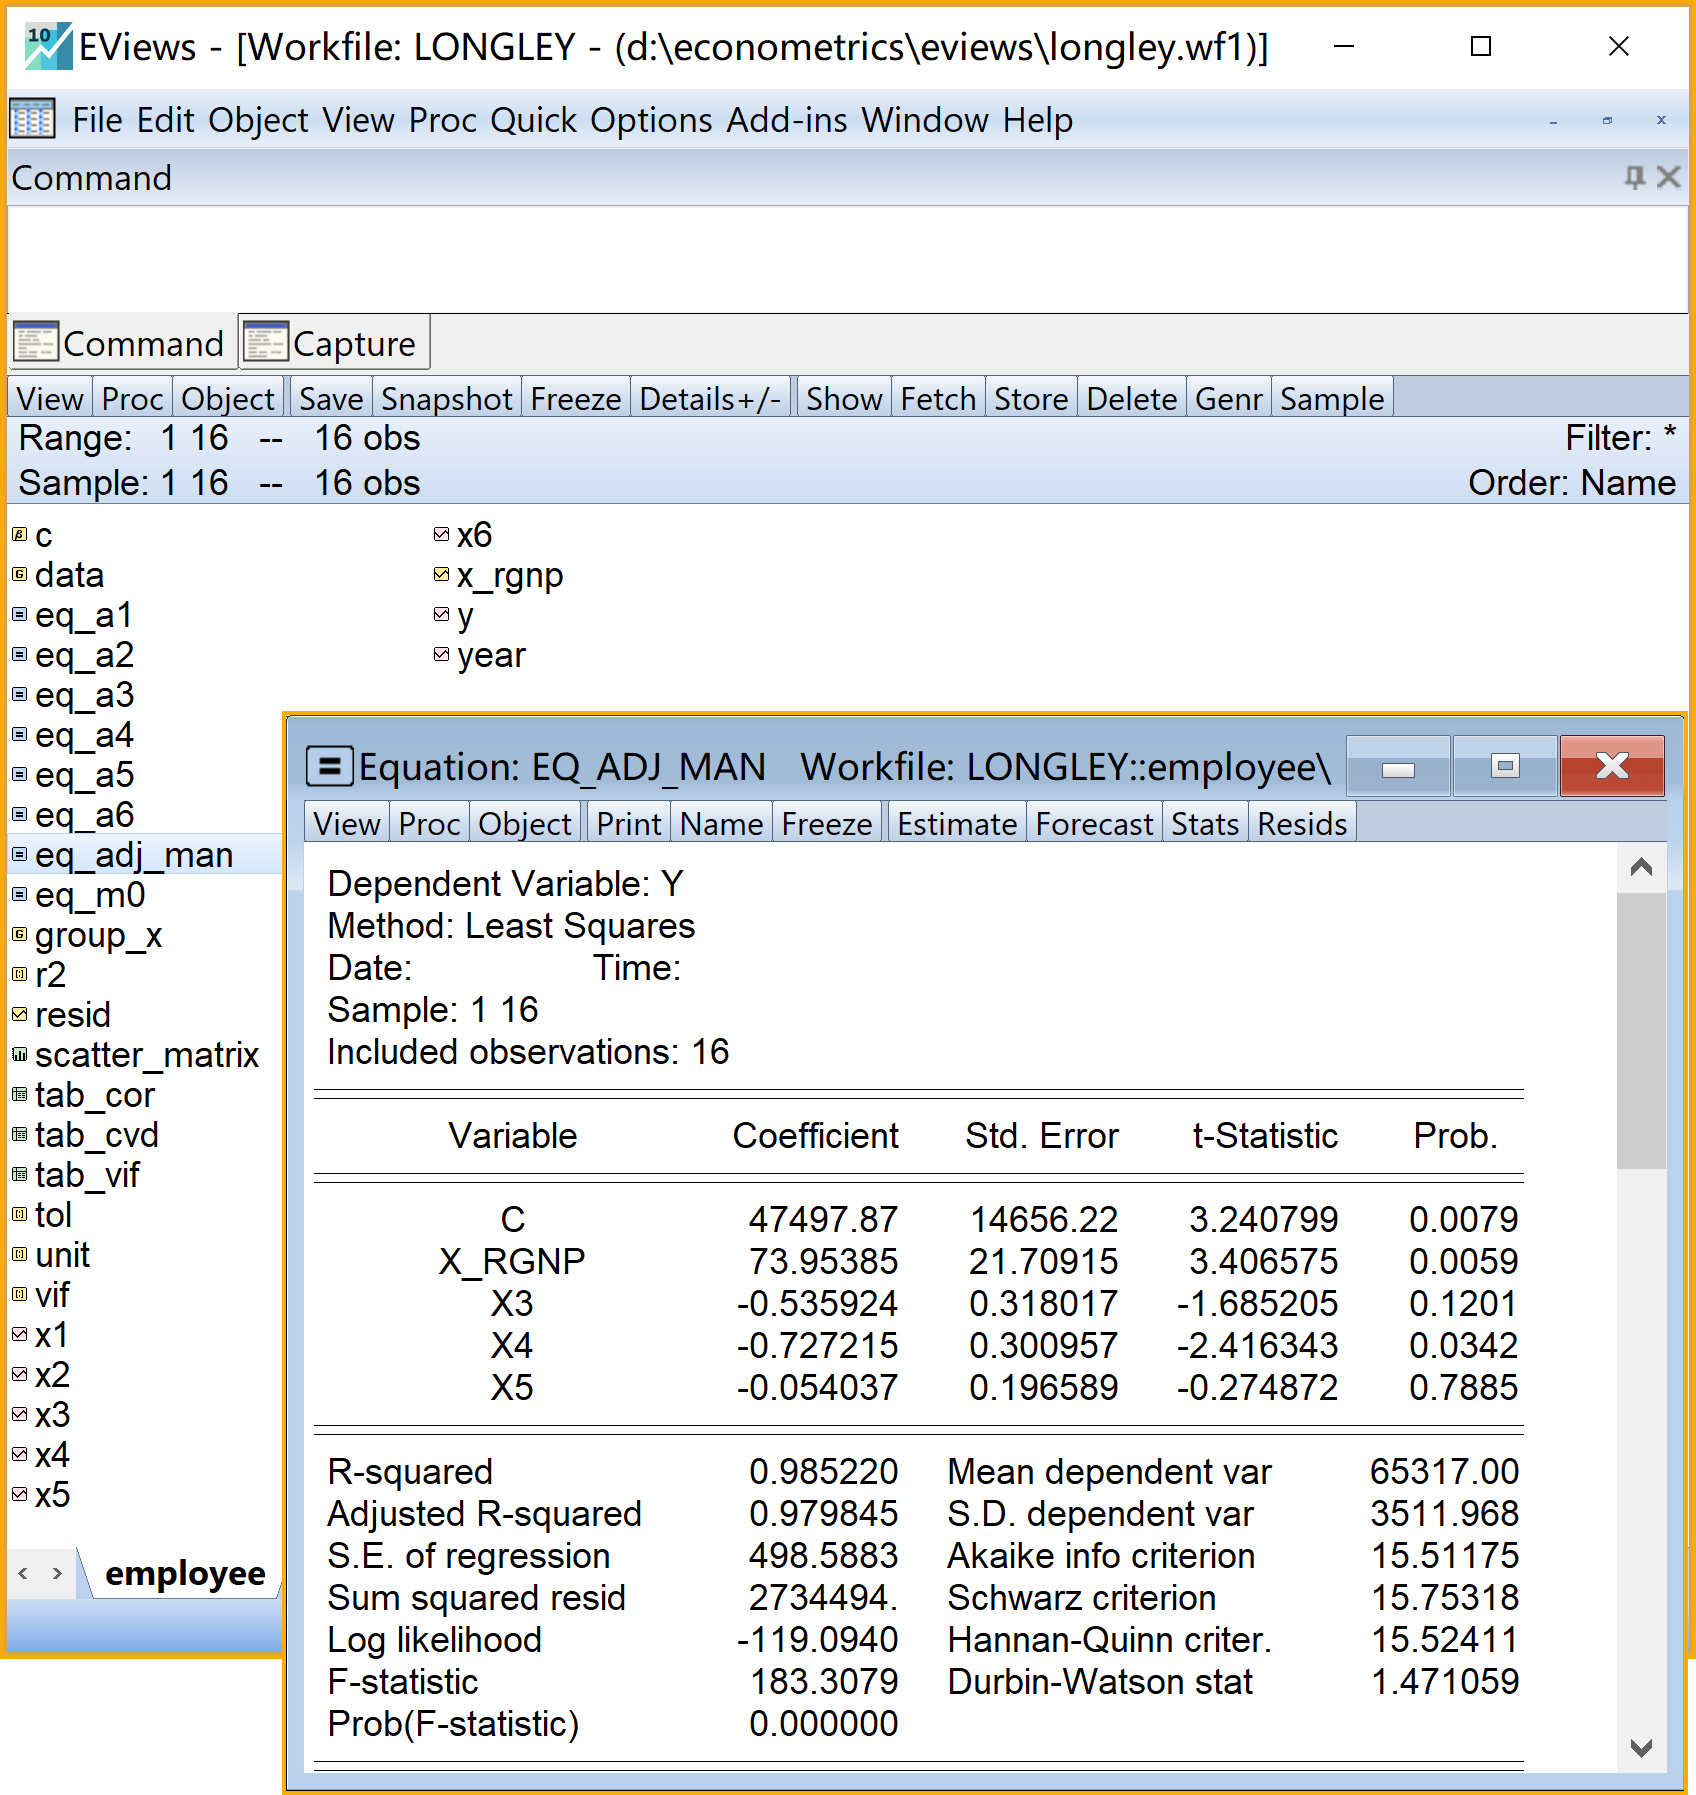 10 EViews - [Workfile: LONGLEY - (d:\econometrics\eviews\longley.wf1)]
File Edit Object View Proc Quick Options Add-ins Window Help
Command
Command Capture
View Proc Object Save Snapshot Freeze Details+/- Show Fetch Store Delete Genr Sample
Range: 1 16 -- 16 obs Filter: *
Sample: 1 16 -- 16 obs Order: Name
c
data
eq_a1
eq_a2
eq_a3
eq_a4
eq_a5
eq_a6
eq_adj_man
eq_m0
group_x
r2
resid
scatter_matrix
tab_cor
tab_cvd
tab_vif
tol
unit
vif
x1
x2
x3
x4
x5
x6
x_rgnp
y
year
employee
Equation: EQ_ADJ_MAN Workfile: LONGLEY::employee\
View Proc Object Print Name Freeze Estimate Forecast Stats Resids
Dependent Variable: Y
Method: Least Squares
Date: Time:
Sample: 1 16
Included observations: 16
Variable Coefficient Std. Error t-Statistic Prob.
C 47497.87 14656.22 3.240799 0.0079
X_RGNP 73.95385 21.70915 3.406575 0.0059
X3 -0.535924 0.318017 -1.685205 0.1201
X4 -0.727215 0.300957 -2.416343 0.0342
X5 -0.054037 0.196589 -0.274872 0.7885
R-squared 0.985220 Mean dependent var 65317.00
Adjusted R-squared 0.979845 S.D. dependent var 3511.968
S.E. of regression 498.5883 Akaike info criterion 15.51175
Sum squared resid 2734494. Schwarz criterion 15.75318
Log likelihood -119.0940 Hannan-Quinn criter. 15.52411
F-statistic 183.3079 Durbin-Watson stat 1.471059
Prob(F-statistic) 0.000000